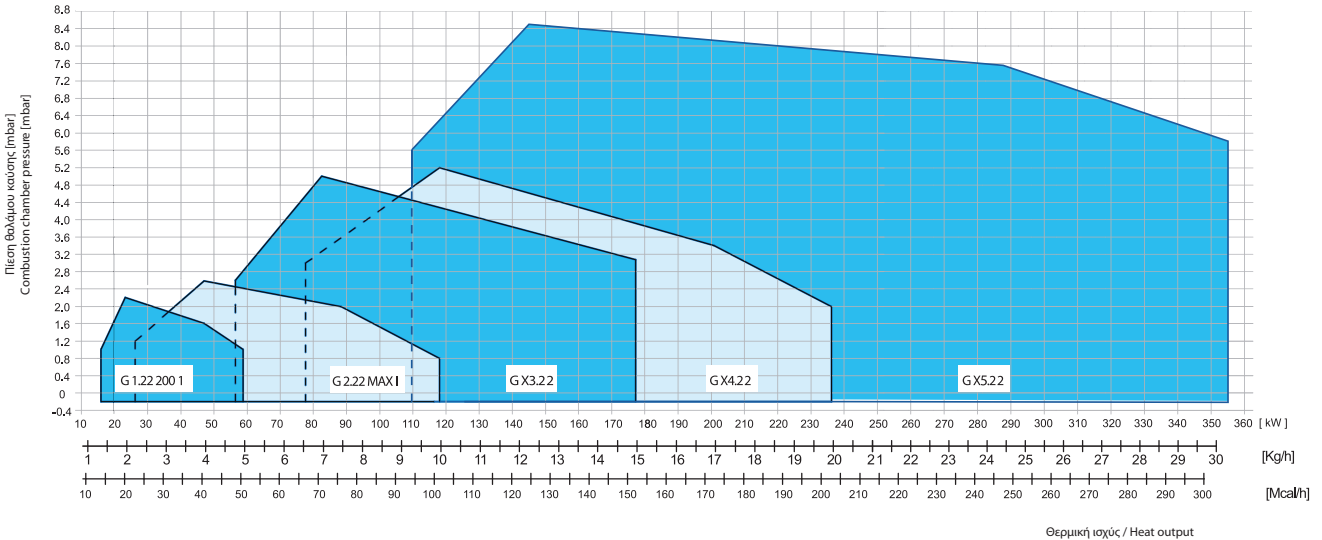 Πίεση θαλάμου καύσης [mbar]
Combustion chamber pressure [mbar]
8.8
8.4
8.0
7.6
7.2
6.8
6.4
6.0
5.6
5.2
4.8
4.4
4.0
3.6
3.2
2.8
2.4
2.0
1.6
1.2
0.8
0.4
0
-0.4
G 1.22 200 1
G 2.22 MAX I
G X3.22
G X4.22
G X5.22
10 20 30 40 50 60 70 80 90 100 110 120 130 140 150 160 170 180 190 200 210 220 230 240 250 260 270 280 290 300 310 320 330 340 350 360 [ kW ]
1 2 3 4 5 6 7 8 9 10 11 12 13 14 15 16 17 18 19 20 21 22 23 24 25 26 27 28 29 30 [Kg/h]
10 20 30 40 50 60 70 80 90 100 110 120 130 140 150 160 170 180 190 200 210 220 230 240 250 260 270 280 290 300 [Mcal/h]
Θερμική ισχύς / Heat output